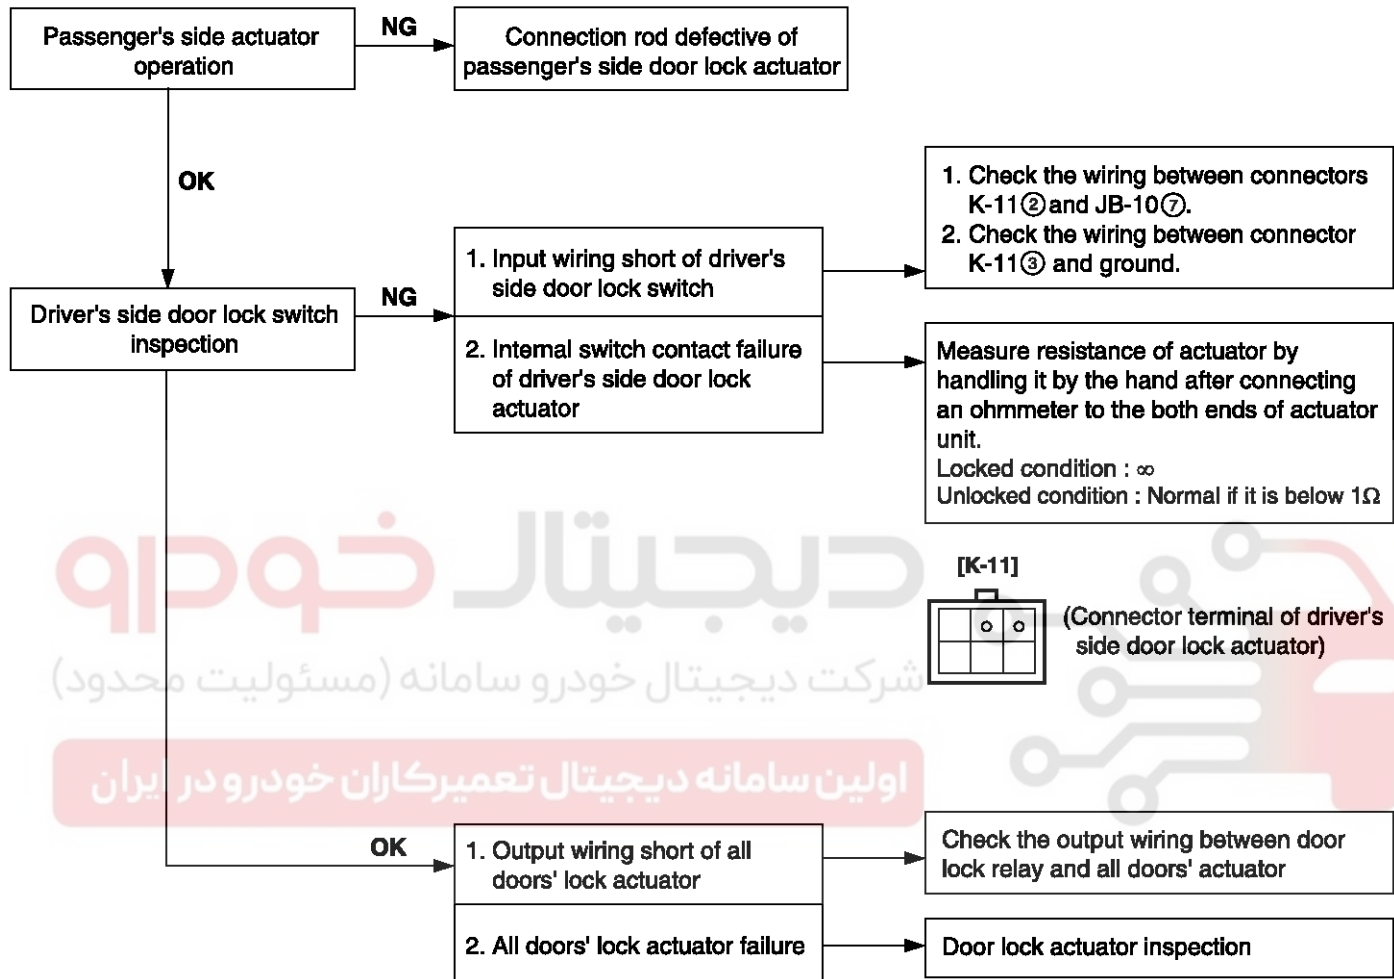 Passenger's side actuator
operation
NG
Connection rod defective of
passenger's side door lock actuator
OK
1. Check the wiring between connectors
K-11② and JB-10⑦.
2. Check the wiring between connector
K-11③ and ground.
Driver's side door lock switch
inspection
NG
1. Input wiring short of driver's
side door lock switch
2. Internal switch contact failure
of driver's side door lock
actuator
Measure resistance of actuator by
handling it by the hand after connecting
an ohmmeter to the both ends of actuator
unit.
Locked condition : ∞
Unlocked condition : Normal if it is below 1Ω
دیجیتال خودرو
شرکت دیجیتال خودرو سامانه (مسئولیت محدود)
اولین سامانه دیجیتال تعمیرکاران خودرو در ایران
[K-11]
(Connector terminal of driver's
side door lock actuator)
OK
1. Output wiring short of all
doors' lock actuator
Check the output wiring between door
lock relay and all doors' actuator
2. All doors' lock actuator failure
Door lock actuator inspection